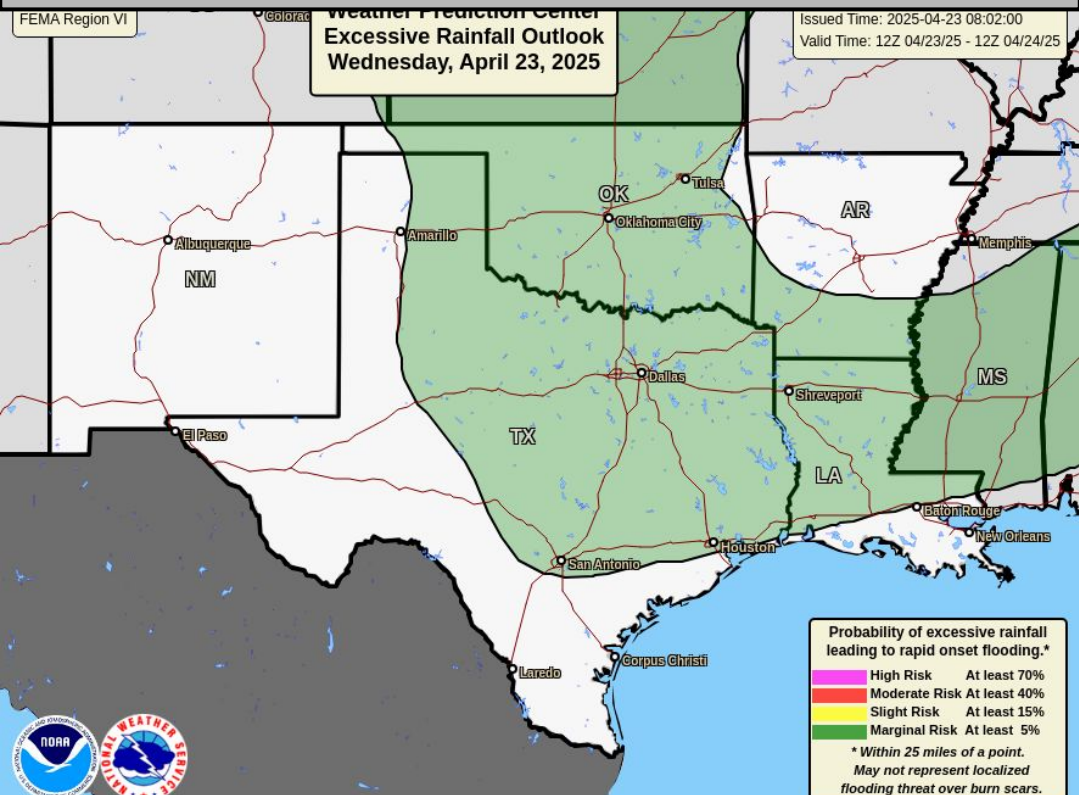 FEMA Region VI
Weather Prediction Center
Excessive Rainfall Outlook
Wednesday, April 23, 2025
Issued Time: 2025-04-23 08:02:00
Valid Time: 12Z 04/23/25 - 12Z 04/24/25
Colorad
Tulsa
OK
Oklahoma City
AR
Amarillo
Albuquerque
Memphis
NM
Dallas
MS
Shreveport
El Paso
TX
LA
Baton Rouge
New Orleans
Houston
San Antonio
Corpus Christi
Laredo
Probability of excessive rainfall
leading to rapid onset flooding.*
High Risk At least 70%
Moderate Risk At least 40%
Slight Risk At least 15%
Marginal Risk At least 5%
* Within 25 miles of a point.
May not represent localized
flooding threat over burn scars.
NOAA
NATIONAL WEATHER SERVICE